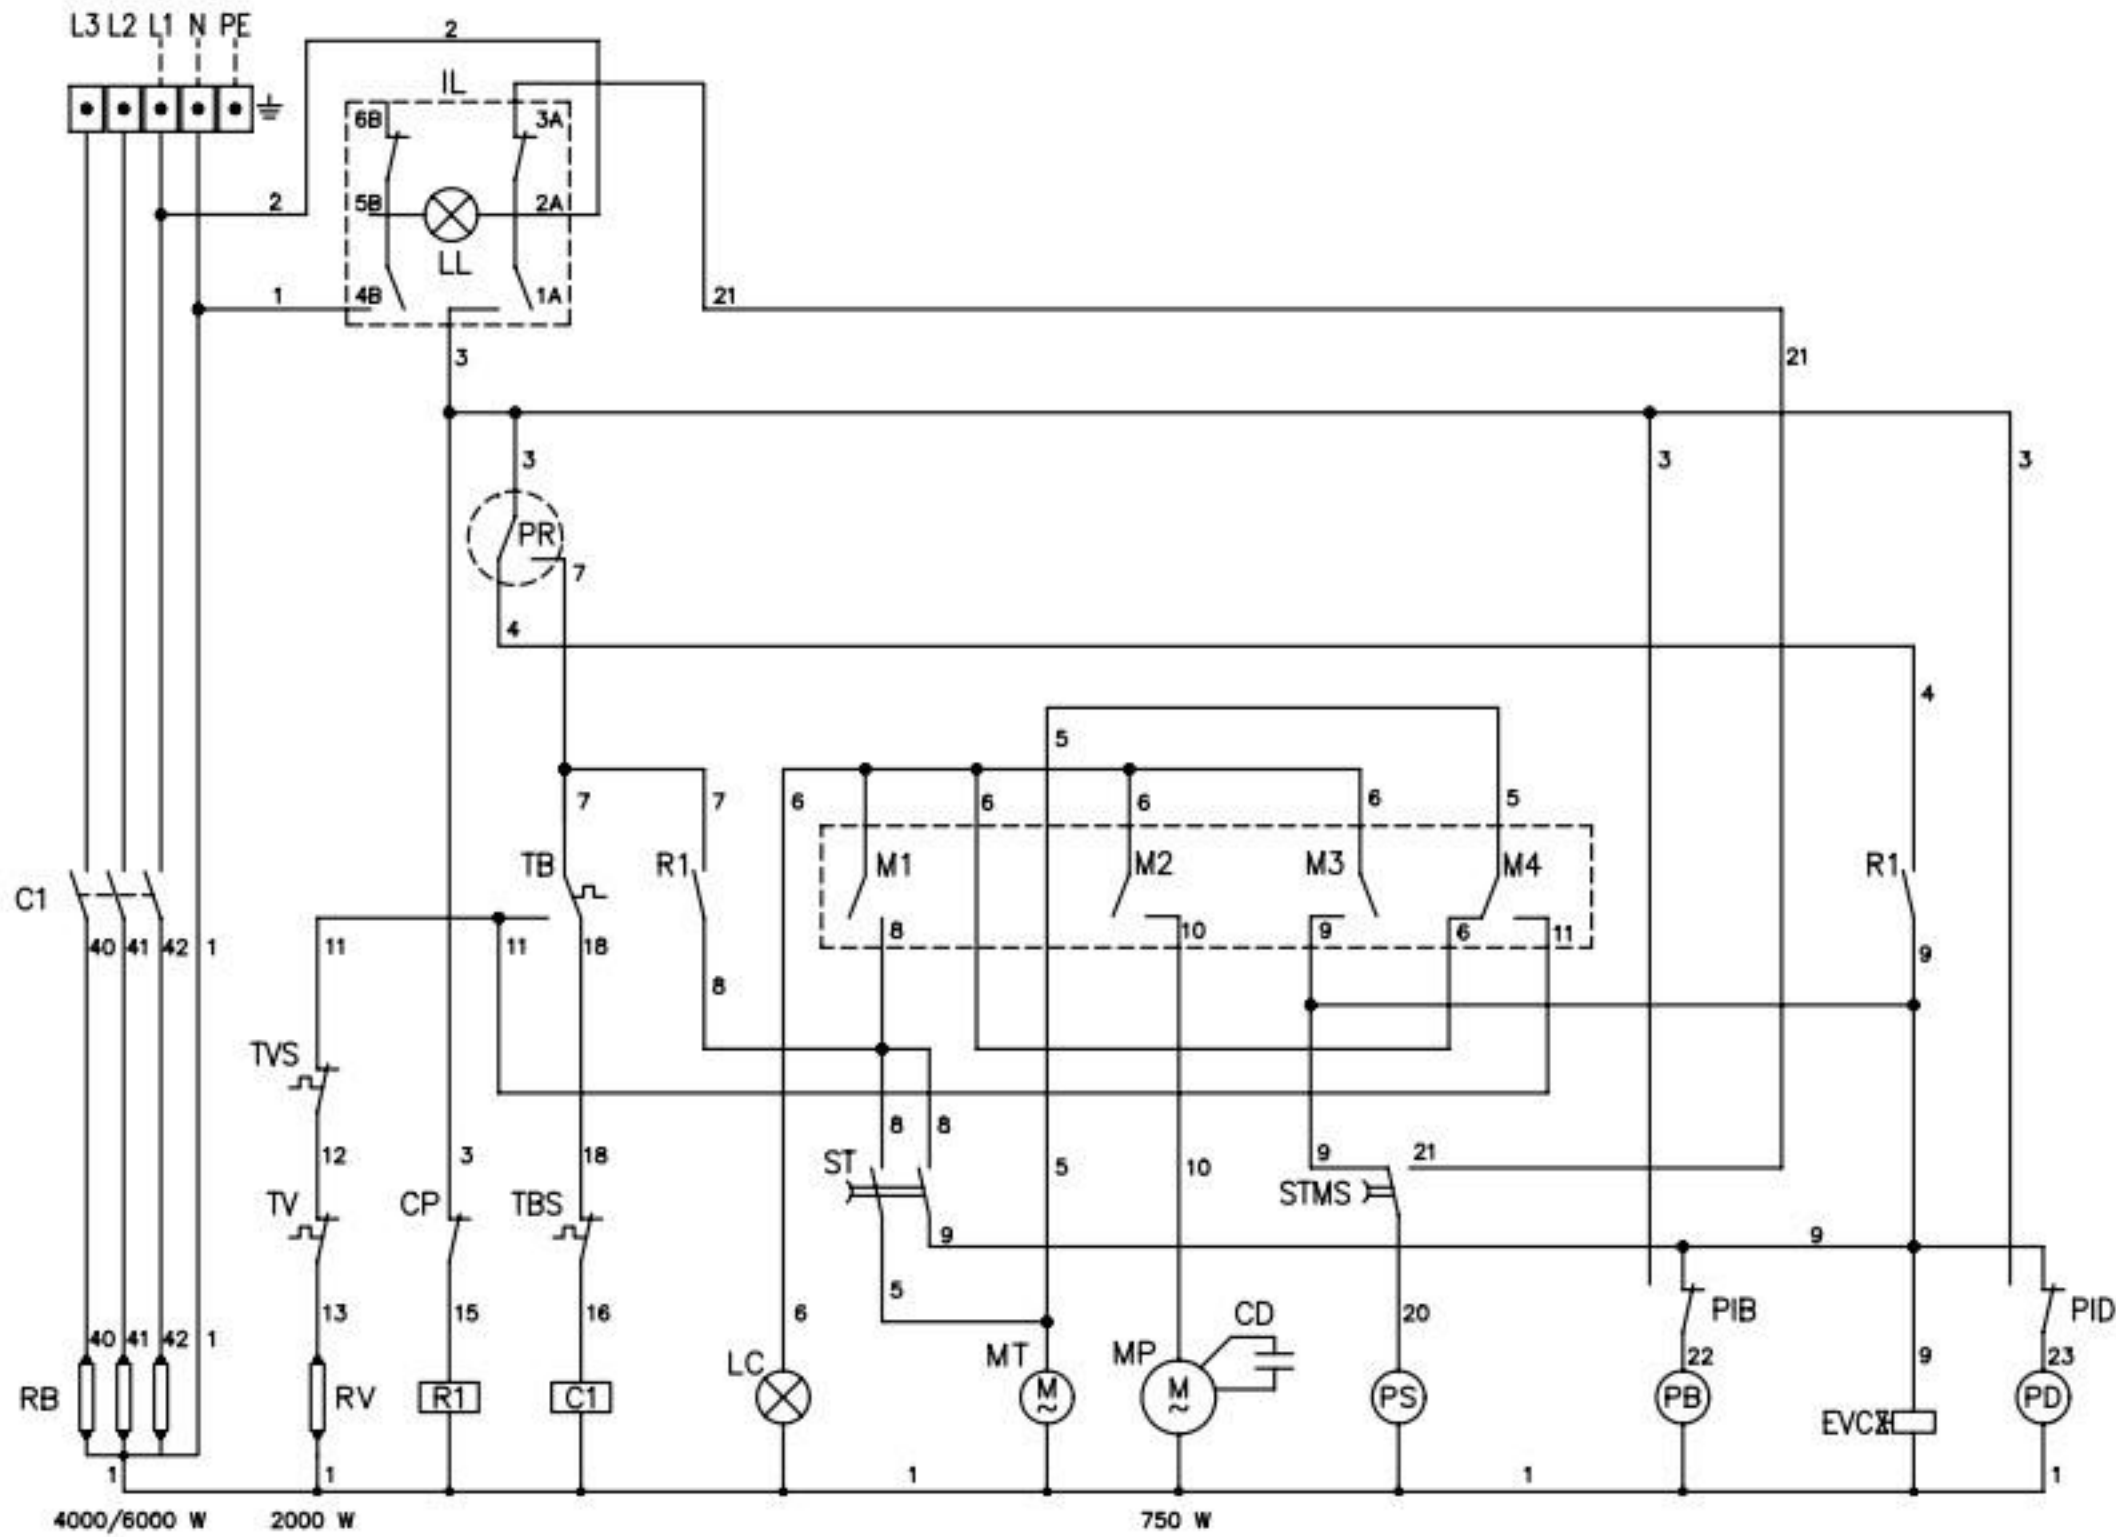 L3 L2 L1 N PE
2
IL
6B 3A
2 5B 2A
LL
1 4B 1A 21
3 21
3 3 3
PR
7
4
4
5
7 7 6 6 6 6 5
TB R1 M1 M2 M3 M4 R1
C1
8 10 9 6 11
40 41 42 1 11 11 18 9
8
TVS
8 8
12 3 18 9 21
ST 5 10
TV CP TBS STMS
9 9
5
13 15 16 6 CD 20 PIB PID
40 41 42 1
LC MT MP 22 9 23
M M
~ ~
RB RV R1 C1 PS PB PD
EVC
1 1 1 1 1
4000/6000 W 2000 W 750 W